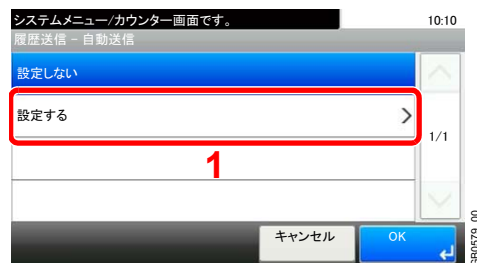 システムメニュー/カウンター画面です。 10:10
履歴送信 - 自動送信
設定しない
設定する
1/1
1
キャンセル OK
GB0579_00